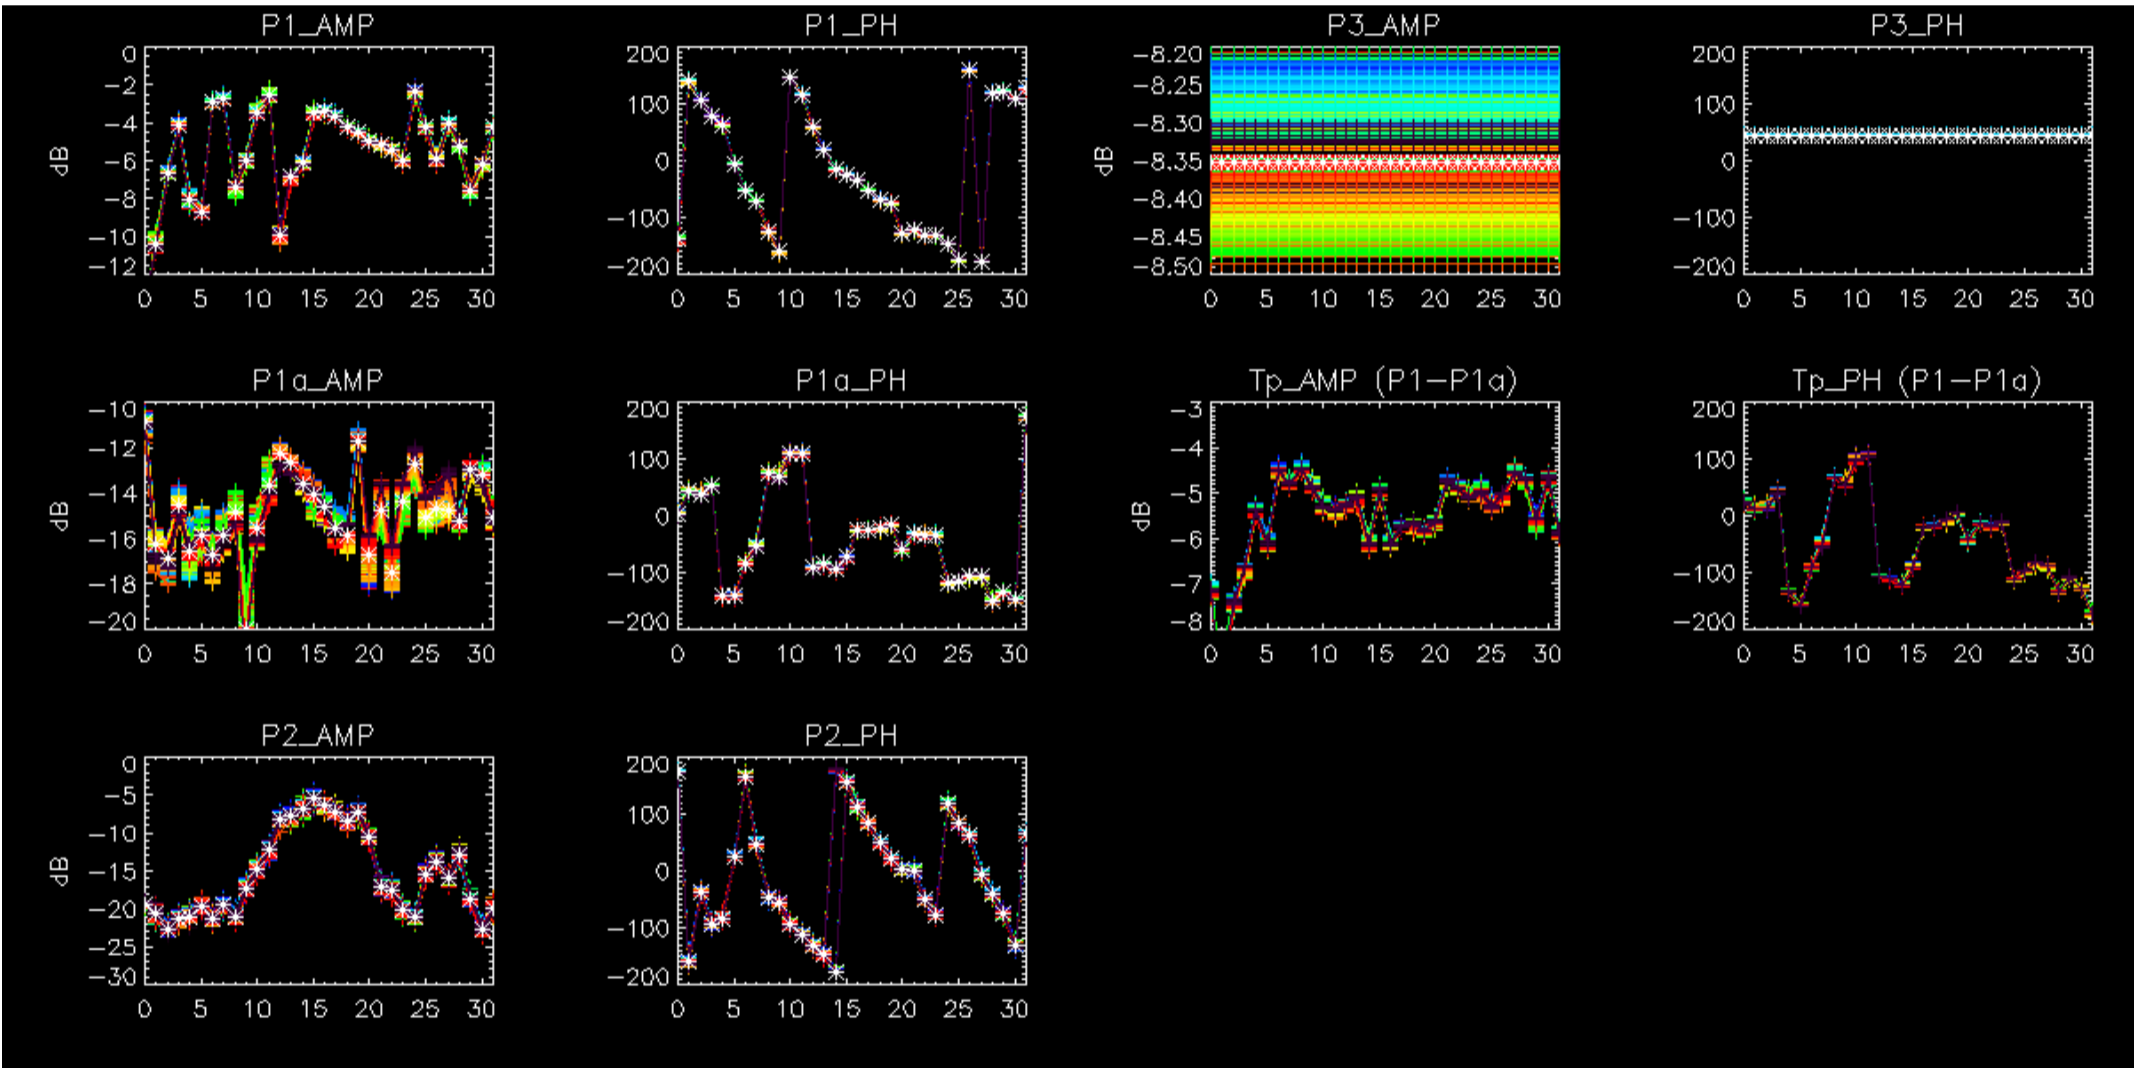 P1_AMP
0
-2
-4
-6
-8
-10
-12
dB
0 5 10 15 20 25 30
P1_PH
200
100
0
-100
-200
0 5 10 15 20 25 30
P3_AMP
-8.20
-8.25
-8.30
-8.35
-8.40
-8.45
-8.50
dB
0 5 10 15 20 25 30
P3_PH
200
100
0
-100
-200
0 5 10 15 20 25 30
P1a_AMP
-10
-12
-14
-16
-18
-20
dB
0 5 10 15 20 25 30
P1a_PH
200
100
0
-100
-200
0 5 10 15 20 25 30
Tp_AMP (P1-P1a)
-3
-4
-5
-6
-7
-8
dB
0 5 10 15 20 25 30
Tp_PH (P1-P1a)
200
100
0
-100
-200
0 5 10 15 20 25 30
P2_AMP
0
-5
-10
-15
-20
-25
-30
dB
0 5 10 15 20 25 30
P2_PH
200
100
0
-100
-200
0 5 10 15 20 25 30